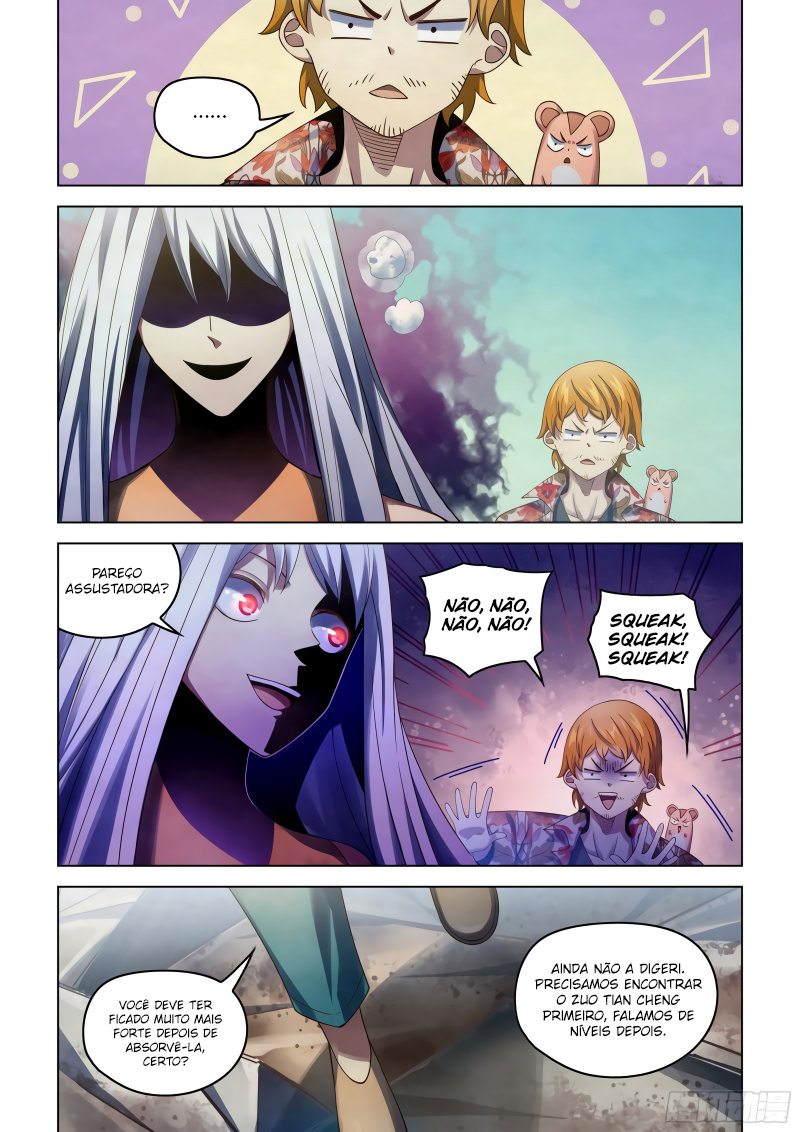 ......
PAREÇO
ASSUSTADORA?
NÃO, NÃO,
NÃO, NÃO!
SQUEAK,
SQUEAK!
SQUEAK!
VOCÊ DEVE TER
FICADO MUITO MAIS
FORTE DEPOIS DE
ABSORVÊ-LA,
CERTO?
AINDA NÃO A DIGERI.
PRECISAMOS ENCONTRAR
O ZUO TIAN CHENG
PRIMEIRO, FALAMOS DE
NÍVEIS DEPOIS.